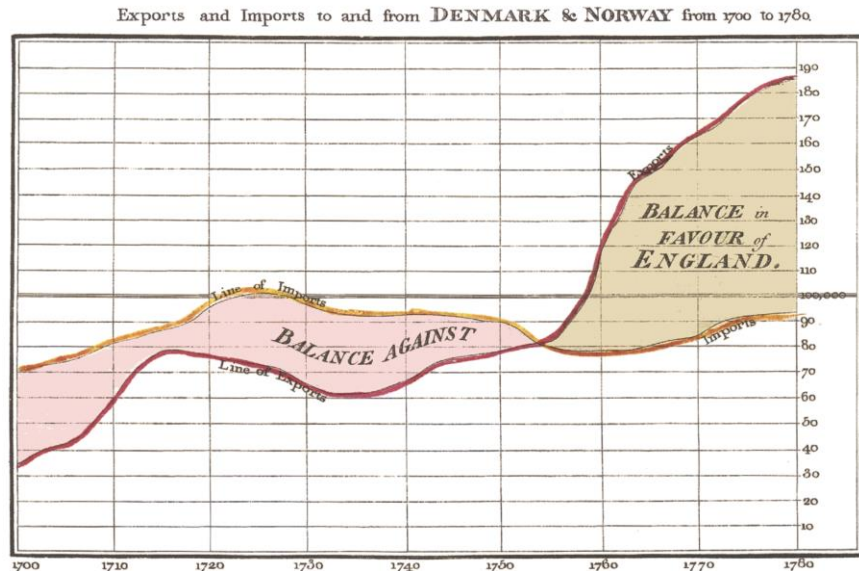 Exports and Imports to and from DENMARK & NORWAY from 1700 to 1780.
190
180
170
160
150
140
130
120
110
100,000
90
80
70
60
50
40
30
20
10
Exports
BALANCE in
FAVOUR of
ENGLAND.
Line of Imports
BALANCE AGAINST
Imports
Line of Exports
1700 1710 1720 1730 1740 1750 1760 1770 1780